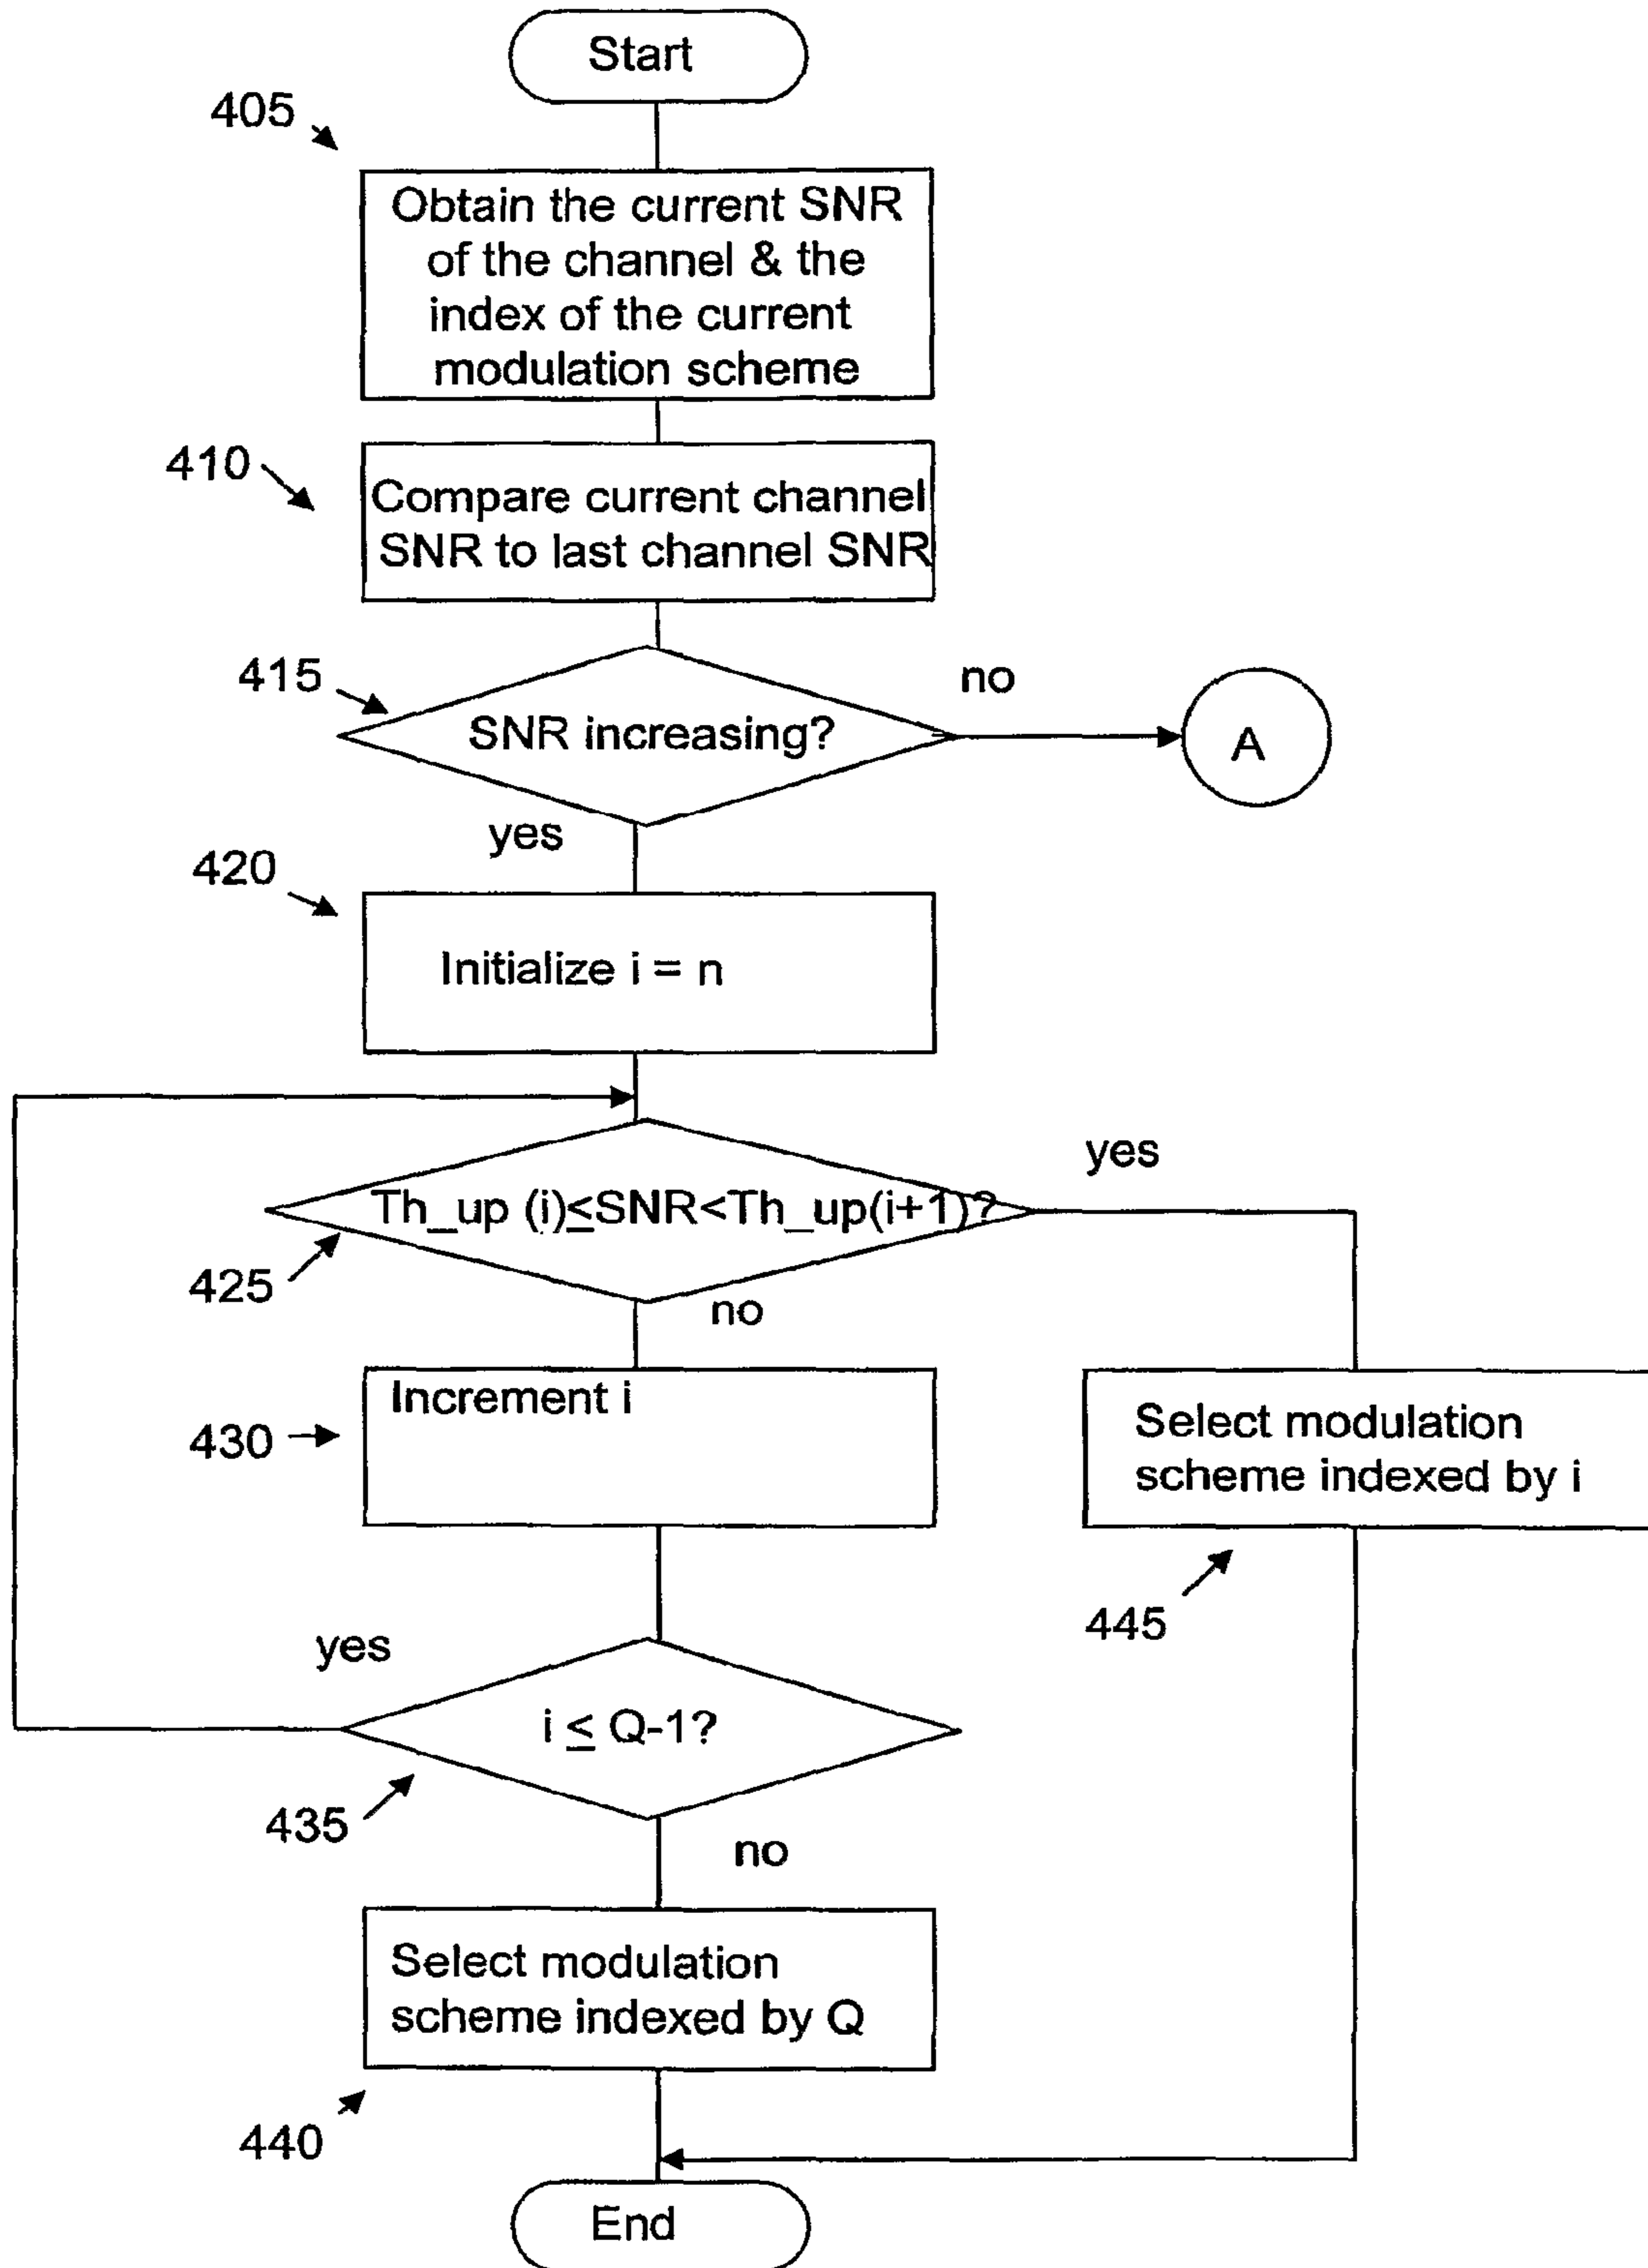 Start
405
Obtain the current SNR
of the channel & the
index of the current
modulation scheme
410
Compare current channel
SNR to last channel SNR
415
SNR increasing?
no
A
yes
420
Initialize i = n
Th_up (i)≤SNR<Th_up(i+1)?
yes
425
no
Increment i
430
Select modulation
scheme indexed by i
445
yes
i ≤ Q-1?
435
no
Select modulation
scheme indexed by Q
440
End